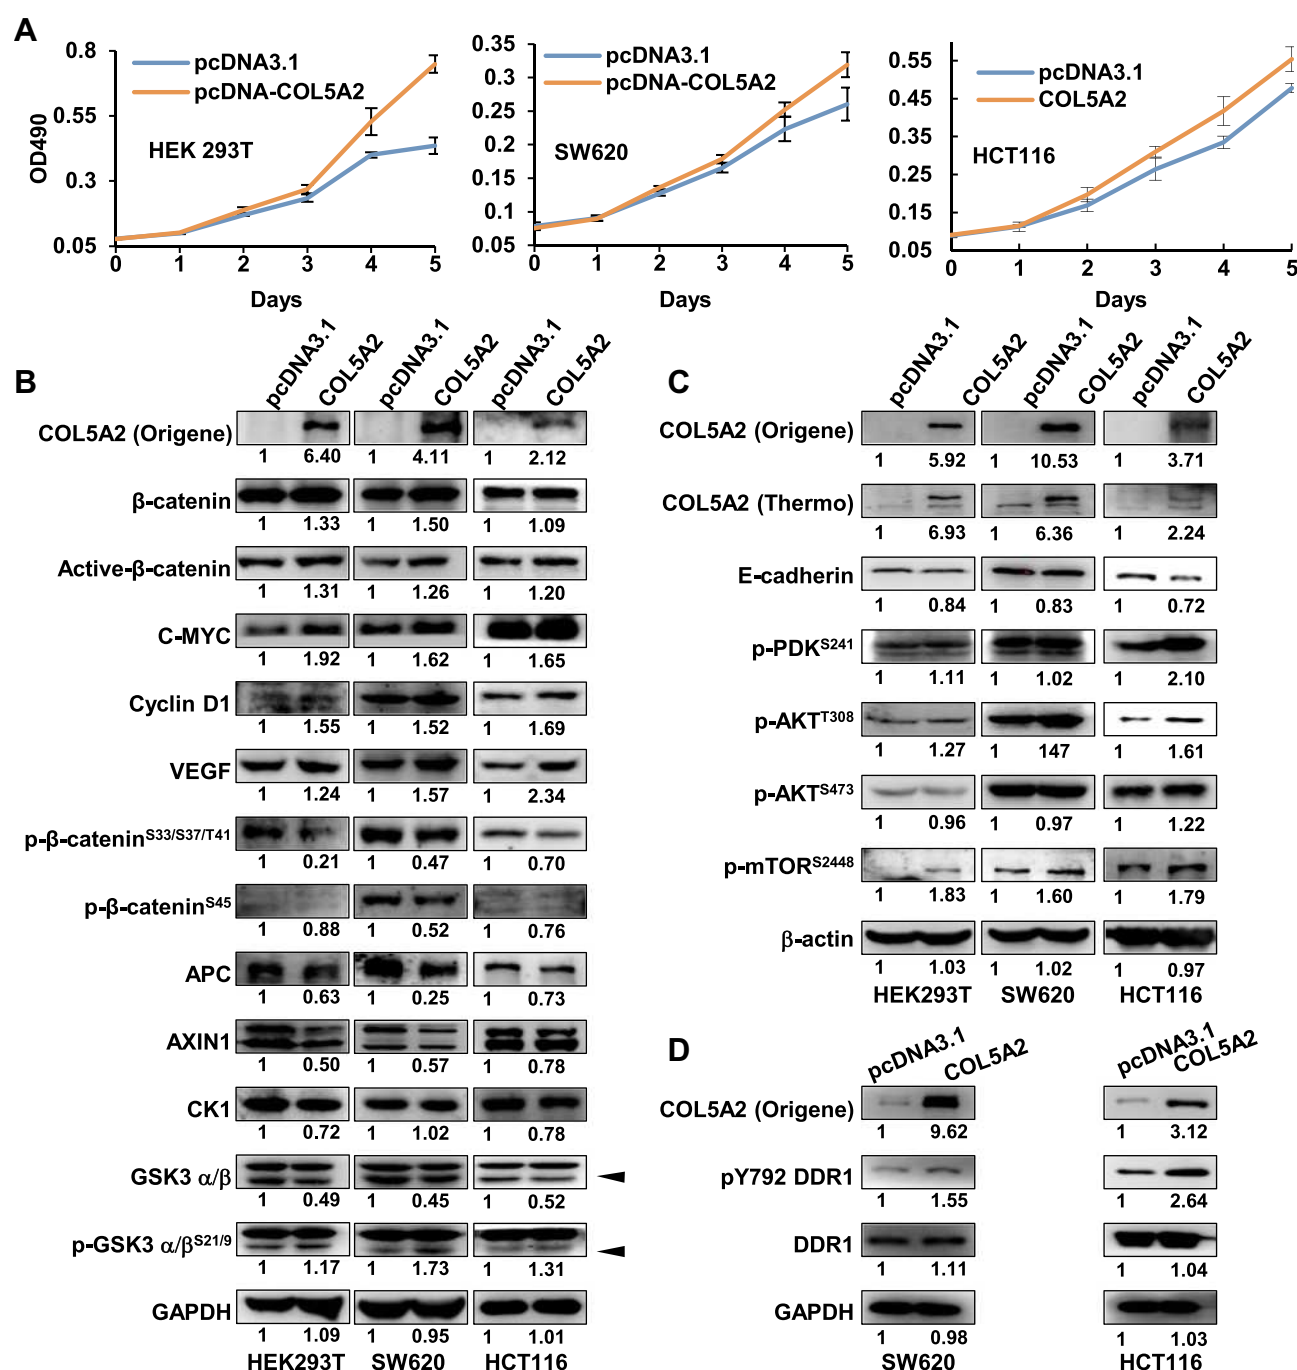 A
0.8
0.55
0.3
0.05
OD490
pcDNA3.1
pcDNA-COL5A2
HEK 293T
0 1 2 3 4 5
Days
0.35
0.3
0.25
0.2
0.15
0.1
0.05
pcDNA3.1
pcDNA-COL5A2
SW620
0 1 2 3 4 5
Days
0.55
0.45
0.35
0.25
0.15
0.05
pcDNA3.1
COL5A2
HCT116
0 1 2 3 4 5
Days
B
pcDNA3.1 COL5A2 pcDNA3.1 COL5A2 pcDNA3.1 COL5A2
COL5A2 (Origene)
1 6.40 1 4.11 1 2.12
β-catenin
1 1.33 1 1.50 1 1.09
Active-β-catenin
1 1.31 1 1.26 1 1.20
C-MYC
1 1.92 1 1.62 1 1.65
Cyclin D1
1 1.55 1 1.52 1 1.69
VEGF
1 1.24 1 1.57 1 2.34
p-β-catenin^S33/S37/T41
1 0.21 1 0.47 1 0.70
p-β-catenin^S45
1 0.88 1 0.52 1 0.76
APC
1 0.63 1 0.25 1 0.73
AXIN1
1 0.50 1 0.57 1 0.78
CK1
1 0.72 1 1.02 1 0.78
GSK3 α/β
1 0.49 1 0.45 1 0.52
p-GSK3 α/β^S21/9
1 1.17 1 1.73 1 1.31
GAPDH
1 1.09 1 0.95 1 1.01
HEK293T SW620 HCT116
C
pcDNA3.1 COL5A2 pcDNA3.1 COL5A2 pcDNA3.1 COL5A2
COL5A2 (Origene)
1 5.92 1 10.53 1 3.71
COL5A2 (Thermo)
1 6.93 1 6.36 1 2.24
E-cadherin
1 0.84 1 0.83 1 0.72
p-PDK^S241
1 1.11 1 1.02 1 2.10
p-AKT^T308
1 1.27 1 147 1 1.61
p-AKT^S473
1 0.96 1 0.97 1 1.22
p-mTOR^S2448
1 1.83 1 1.60 1 1.79
β-actin
1 1.03 1 1.02 1 0.97
HEK293T SW620 HCT116
D
pcDNA3.1 COL5A2 pcDNA3.1 COL5A2
COL5A2 (Origene)
1 9.62 1 3.12
pY792 DDR1
1 1.55 1 2.64
DDR1
1 1.11 1 1.04
GAPDH
1 0.98 1 1.03
SW620 HCT116